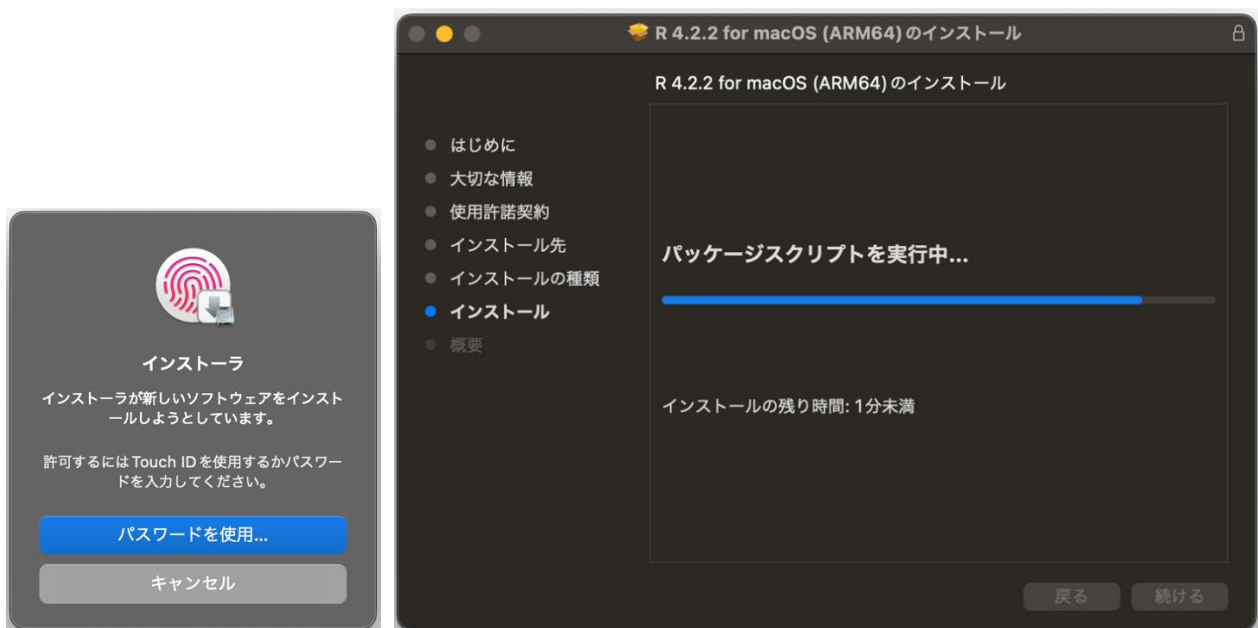 インストーラ
インストーラが新しいソフトウェアをインスト
ールしようとしています。
許可するにはTouch IDを使用するかパスワー
ドを入力してください。
パスワードを使用...
キャンセル
R 4.2.2 for macOS (ARM64)のインストール
R 4.2.2 for macOS (ARM64)のインストール
はじめに
大切な情報
使用許諾契約
インストール先
インストールの種類
インストール
概要
パッケージスクリプトを実行中...
インストールの残り時間: 1分未満
戻る
続ける